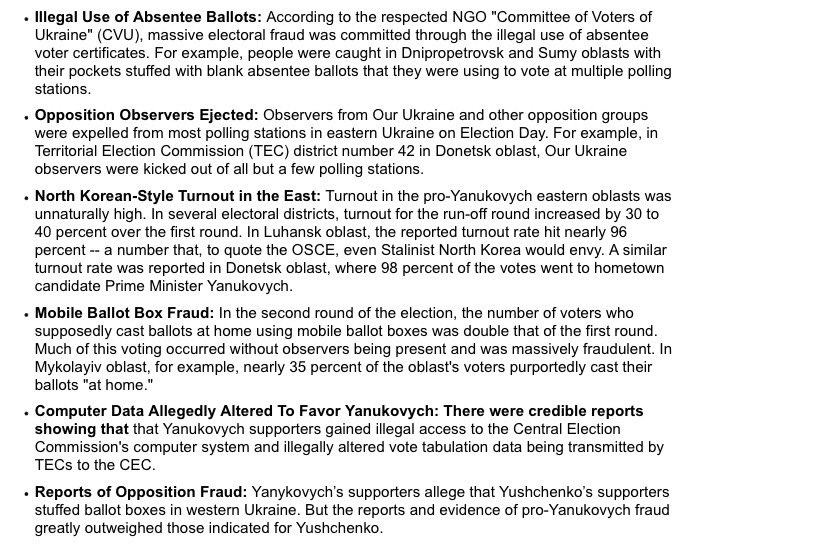 • Illegal Use of Absentee Ballots: According to the respected NGO "Committee of Voters of
Ukraine" (CVU), massive electoral fraud was committed through the illegal use of absentee
voter certificates. For example, people were caught in Dnipropetrovsk and Sumy oblasts with
their pockets stuffed with blank absentee ballots that they were using to vote at multiple polling
stations.
• Opposition Observers Ejected: Observers from Our Ukraine and other opposition groups
were expelled from most polling stations in eastern Ukraine on Election Day. For example, in
Territorial Election Commission (TEC) district number 42 in Donetsk oblast, Our Ukraine
observers were kicked out of all but a few polling stations.
• North Korean-Style Turnout in the East: Turnout in the pro-Yanukovych eastern oblasts was
unnaturally high. In several electoral districts, turnout for the run-off round increased by 30 to
40 percent over the first round. In Luhansk oblast, the reported turnout rate hit nearly 96
percent -- a number that, to quote the OSCE, even Stalinist North Korea would envy. A similar
turnout rate was reported in Donetsk oblast, where 98 percent of the votes went to hometown
candidate Prime Minister Yanukovych.
• Mobile Ballot Box Fraud: In the second round of the election, the number of voters who
supposedly cast ballots at home using mobile ballot boxes was double that of the first round.
Much of this voting occurred without observers being present and was massively fraudulent. In
Mykolayiv oblast, for example, nearly 35 percent of the oblast's voters purportedly cast their
ballots "at home."
• Computer Data Allegedly Altered To Favor Yanukovych: There were credible reports
showing that that Yanukovych supporters gained illegal access to the Central Election
Commission's computer system and illegally altered vote tabulation data being transmitted by
TECs to the CEC.
• Reports of Opposition Fraud: Yanykovych's supporters allege that Yushchenko's supporters
stuffed ballot boxes in western Ukraine. But the reports and evidence of pro-Yanukovych fraud
greatly outweighed those indicated for Yushchenko.